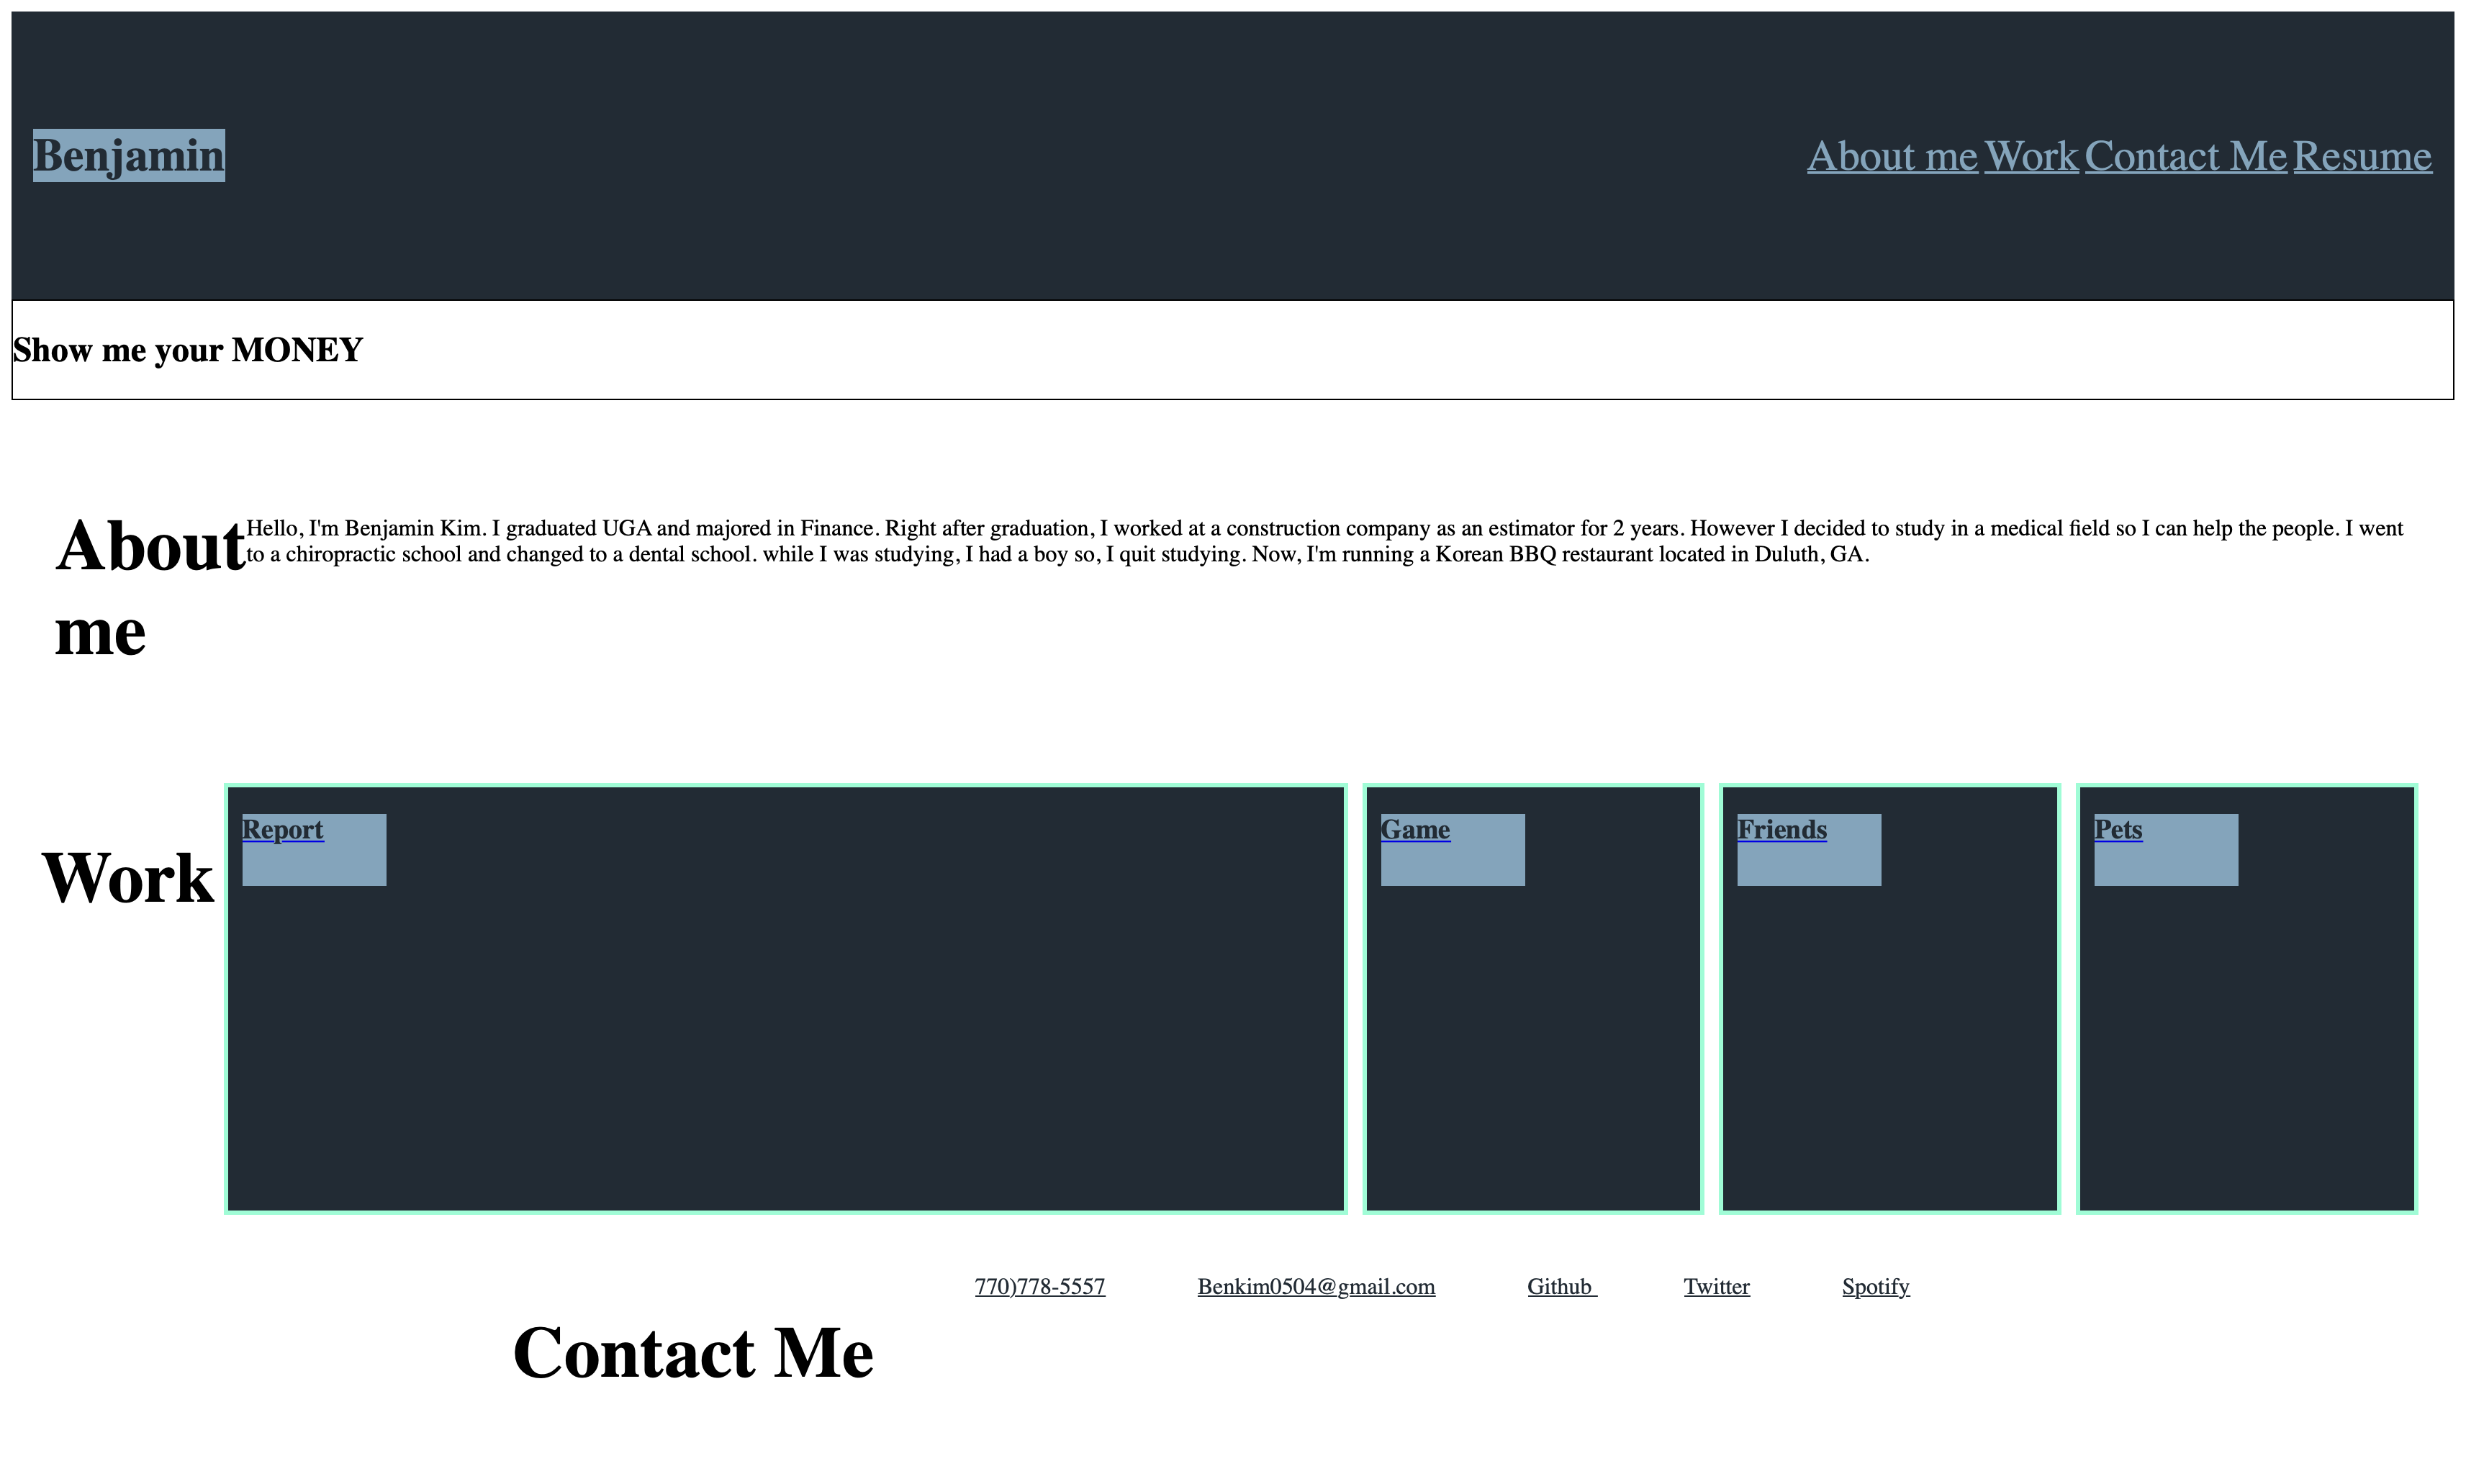 Benjamin
About me Work Contact Me Resume
Show me your MONEY
About
me
Hello, I'm Benjamin Kim. I graduated UGA and majored in Finance. Right after graduation, I worked at a construction company as an estimator for 2 years. However I decided to study in a medical field so I can help the people. I went
to a chiropractic school and changed to a dental school. while I was studying, I had a boy so, I quit studying. Now, I'm running a Korean BBQ restaurant located in Duluth, GA.
Work
Report
Game
Friends
Pets
Contact Me
770)778-5557 Benkim0504@gmail.com Github Twitter Spotify